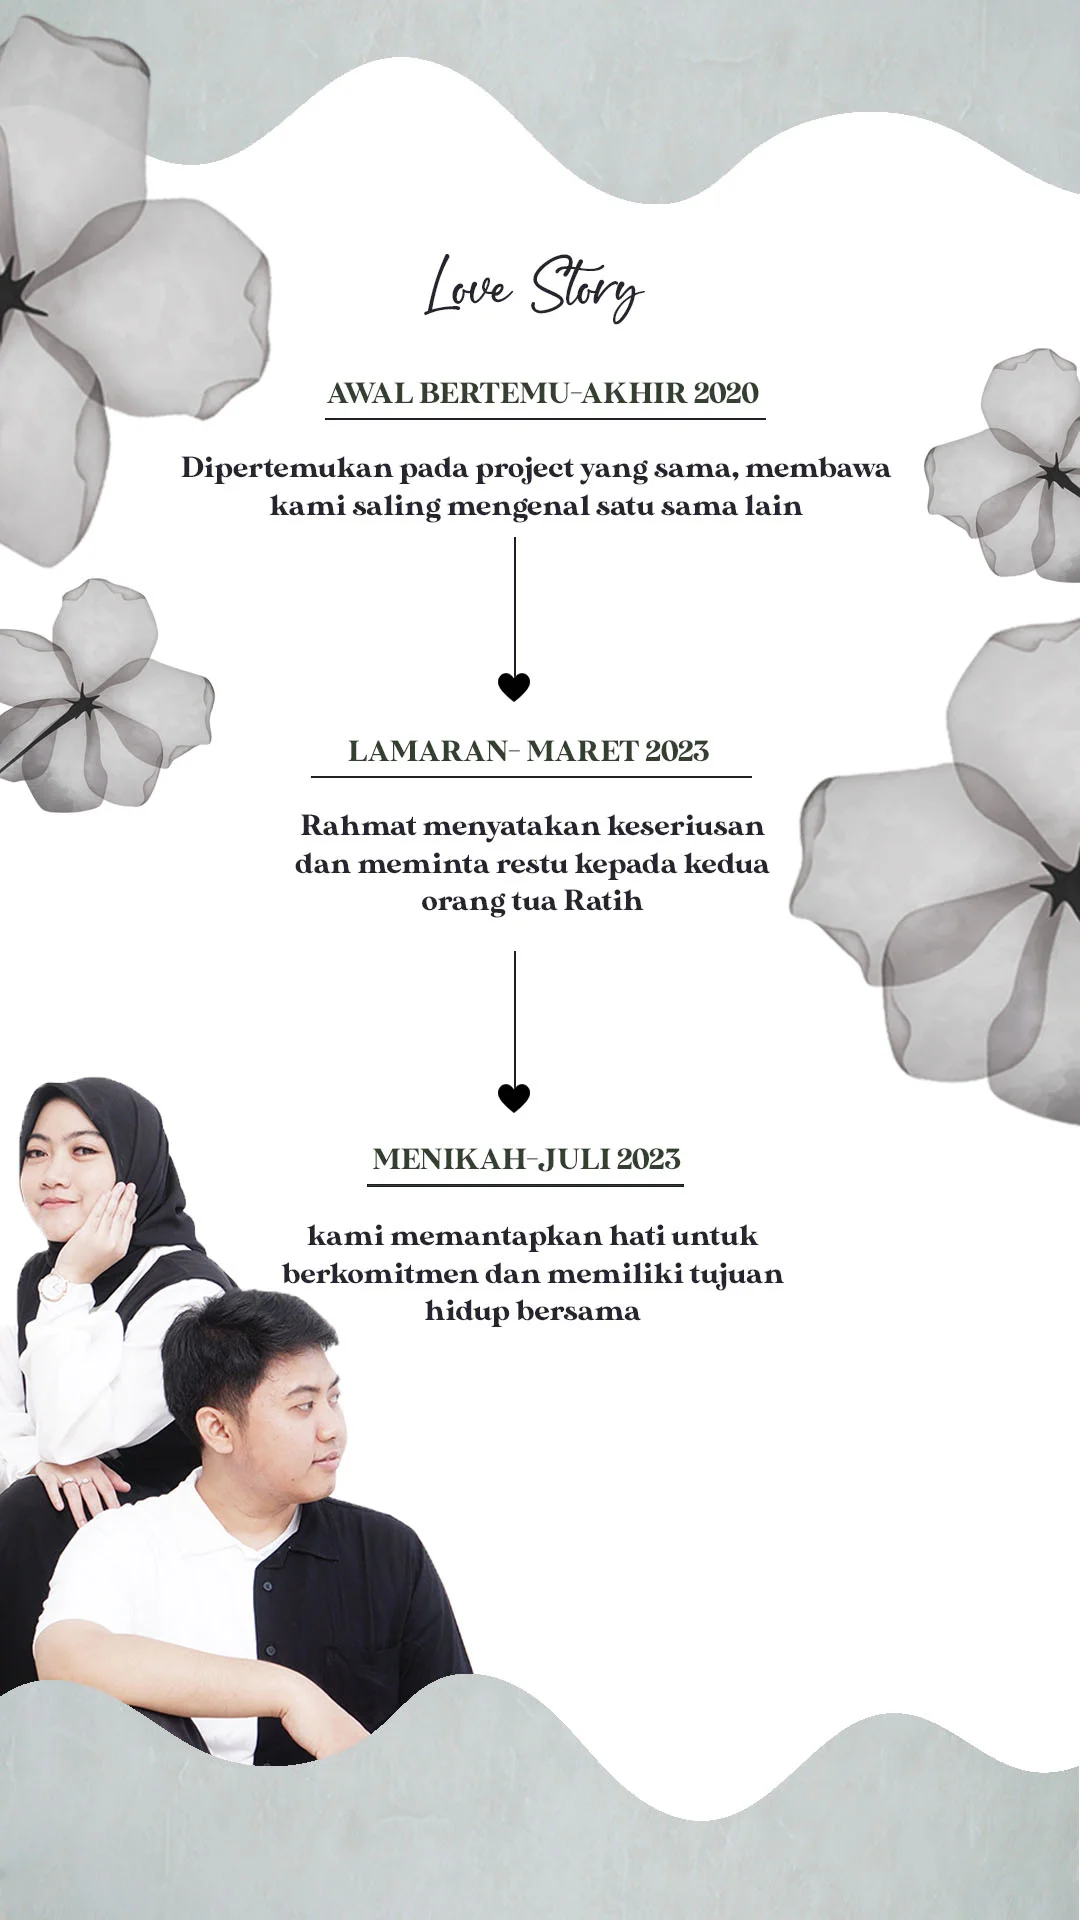 Love Story
AWAL BERTEMU-AKHIR 2020
Dipertemukan pada project yang sama, membawa
kami saling mengenal satu sama lain
LAMARAN- MARET 2023
Rahmat menyatakan keseriusan
dan meminta restu kepada kedua
orang tua Ratih
MENIKAH-JULI 2023
kami memantapkan hati untuk
berkomitmen dan memiliki tujuan
hidup bersama